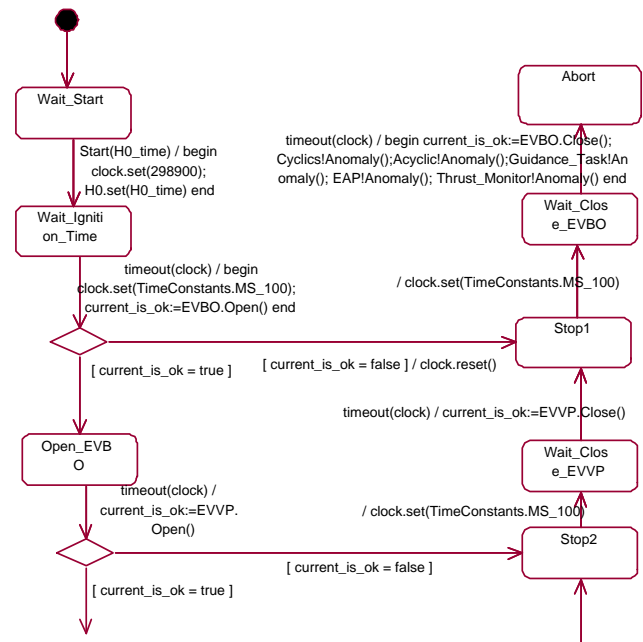 Wait_Start
Start(H0_time) / begin
clock.set(298900);
H0.set(H0_time) end
Wait_Igniti
on_Time
timeout(clock) / begin
clock.set(TimeConstants.MS_100);
current_is_ok:=EVBO.Open() end
[ current_is_ok = true ]
[ current_is_ok = false ] / clock.reset()
Open_EVB
O
timeout(clock) /
current_is_ok:=EVVP.
Open()
[ current_is_ok = true ]
[ current_is_ok = false ]
Abort
timeout(clock) / begin current_is_ok:=EVBO.Close();
Cyclics!Anomaly();Acyclic!Anomaly();Guidance_Task!An
omaly(); EAP!Anomaly(); Thrust_Monitor!Anomaly() end
Wait_Clos
e_EVBO
/ clock.set(TimeConstants.MS_100)
Stop1
timeout(clock) / current_is_ok:=EVVP.Close()
Wait_Clos
e_EVVP
/ clock.set(TimeConstants.MS_100)
Stop2